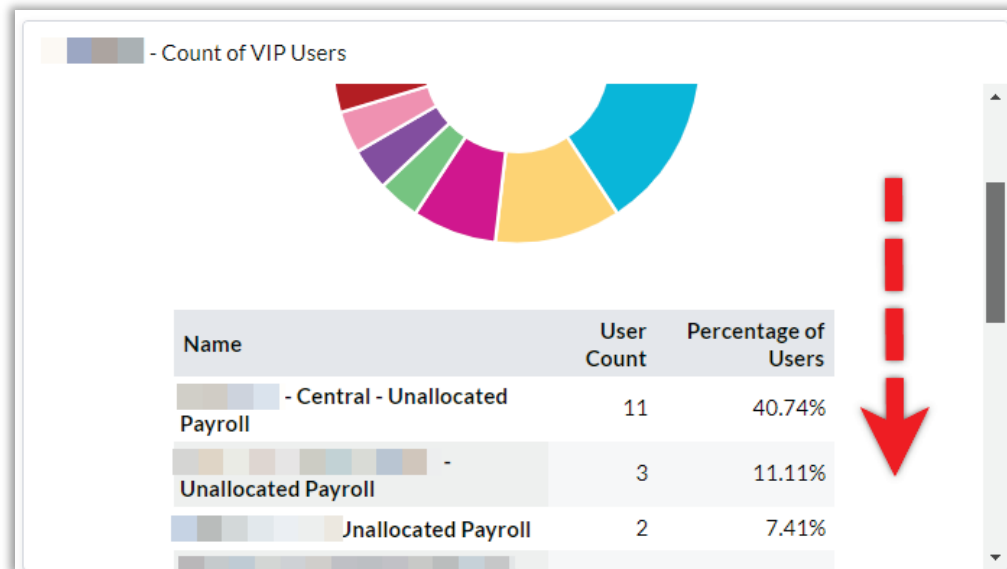 - Count of VIP Users
Name
User
Count
Percentage of
Users
- Central - Unallocated
Payroll
11
40.74%
-
Unallocated Payroll
3
11.11%
Unallocated Payroll
2
7.41%